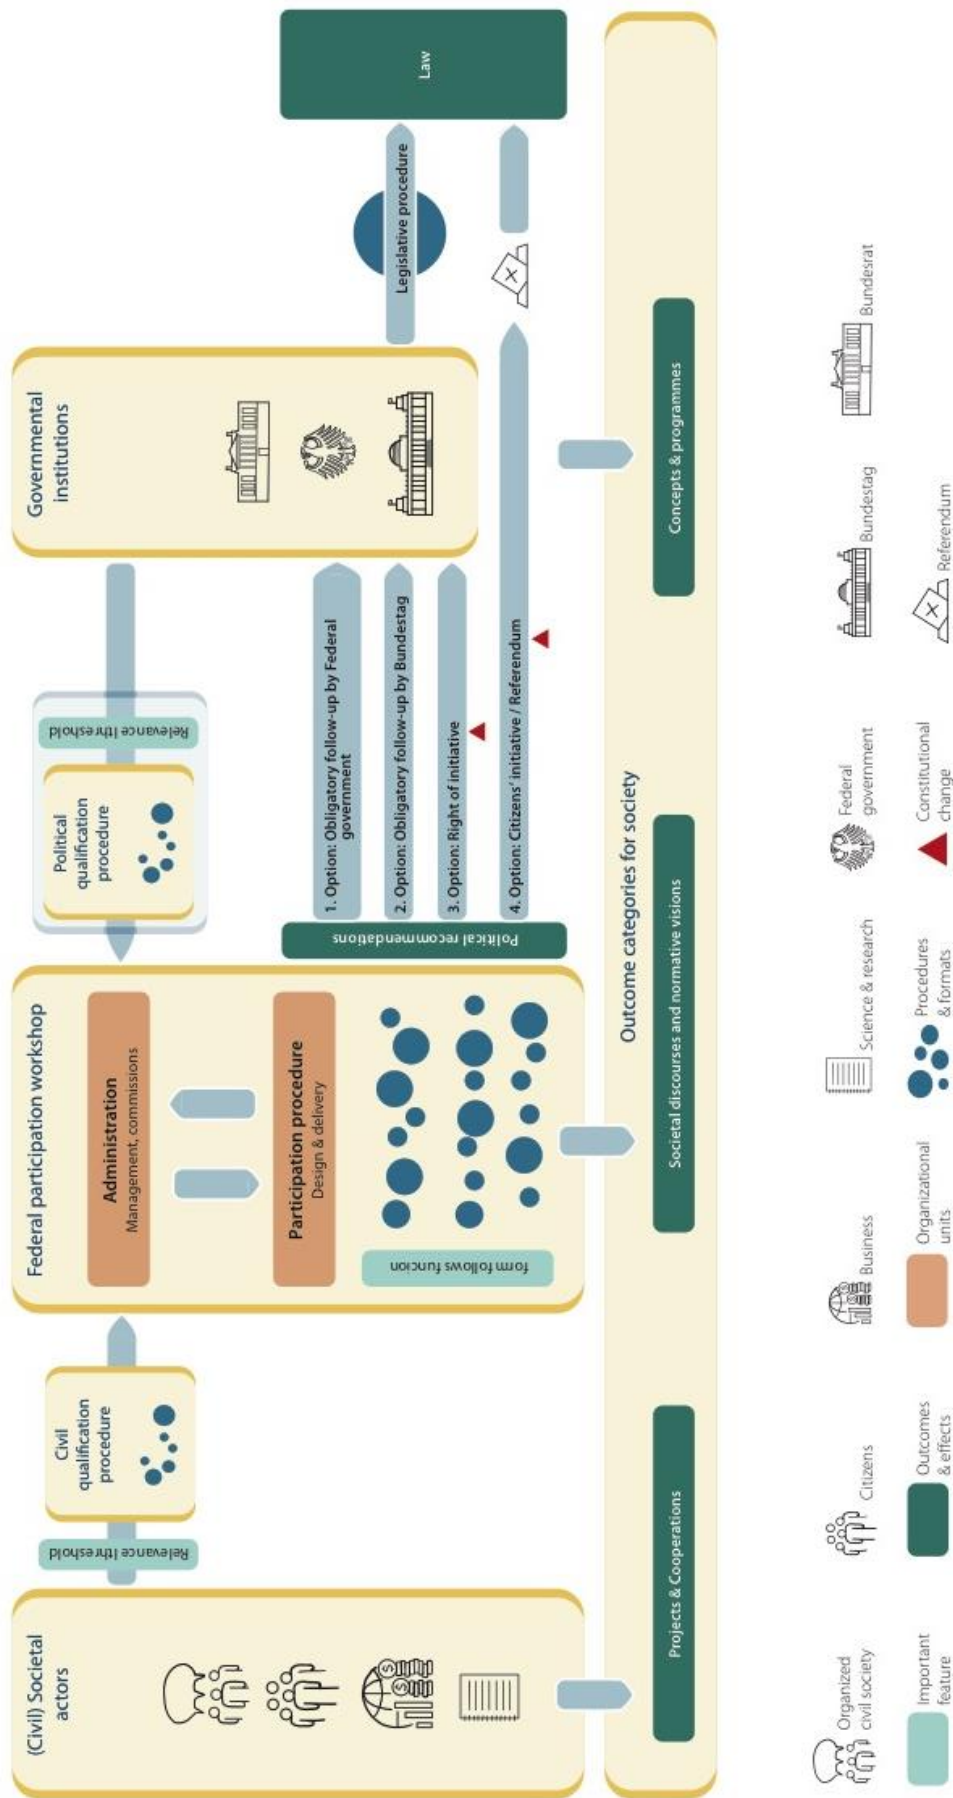 (Civil) Societal
actors
Relevance (threshold
Civil
qualification
procedure
Federal participation workshop
Administration
Management, commissions
Participation procedure
Design & delivery
form follows funcion
Political
qualification
procedure
Relevance (threshold
Governmental
institutions
Political recommendations
1. Option: Obligatory follow-up by Federal
government
2. Option: Obligatory follow-up by Bundestag
3. Option: Right of initiative
4. Option: Citizens' initiative / Referendum
Legislative procedure
Law
Outcome categories for society
Projects & Cooperations
Societal discourses and normative visions
Concepts & programmes
Organized
civil society
Citizens
Business
Science & research
Federal
government
Bundestag
Bundesrat
Important
feature
Outcomes
& effects
Organizational
units
Procedures
& formats
Constitutional
change
Referendum